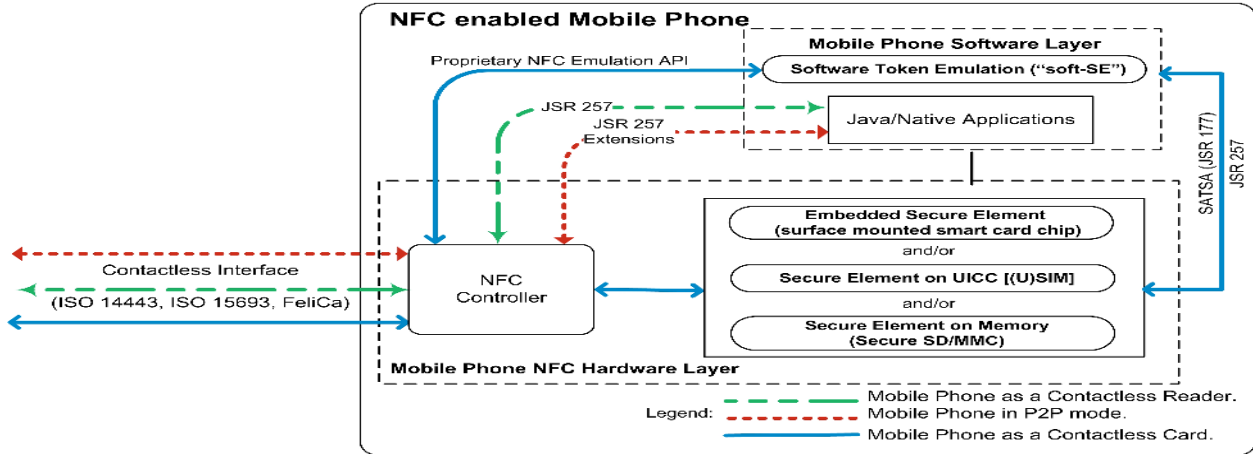 NFC enabled Mobile Phone
Mobile Phone Software Layer
Proprietary NFC Emulation API
Software Token Emulation (“soft-SE”)
JSR 257
JSR 257
Extensions
Java/Native Applications
SATSA (JSR 177)
JSR 257
Embedded Secure Element
(surface mounted smart card chip)
and/or
Secure Element on UICC [(U)SIM]
and/or
Secure Element on Memory
(Secure SD/MMC)
NFC
Controller
Contactless Interface
(ISO 14443, ISO 15693, FeliCa)
Mobile Phone NFC Hardware Layer
Legend:
Mobile Phone as a Contactless Reader.
Mobile Phone in P2P mode.
Mobile Phone as a Contactless Card.